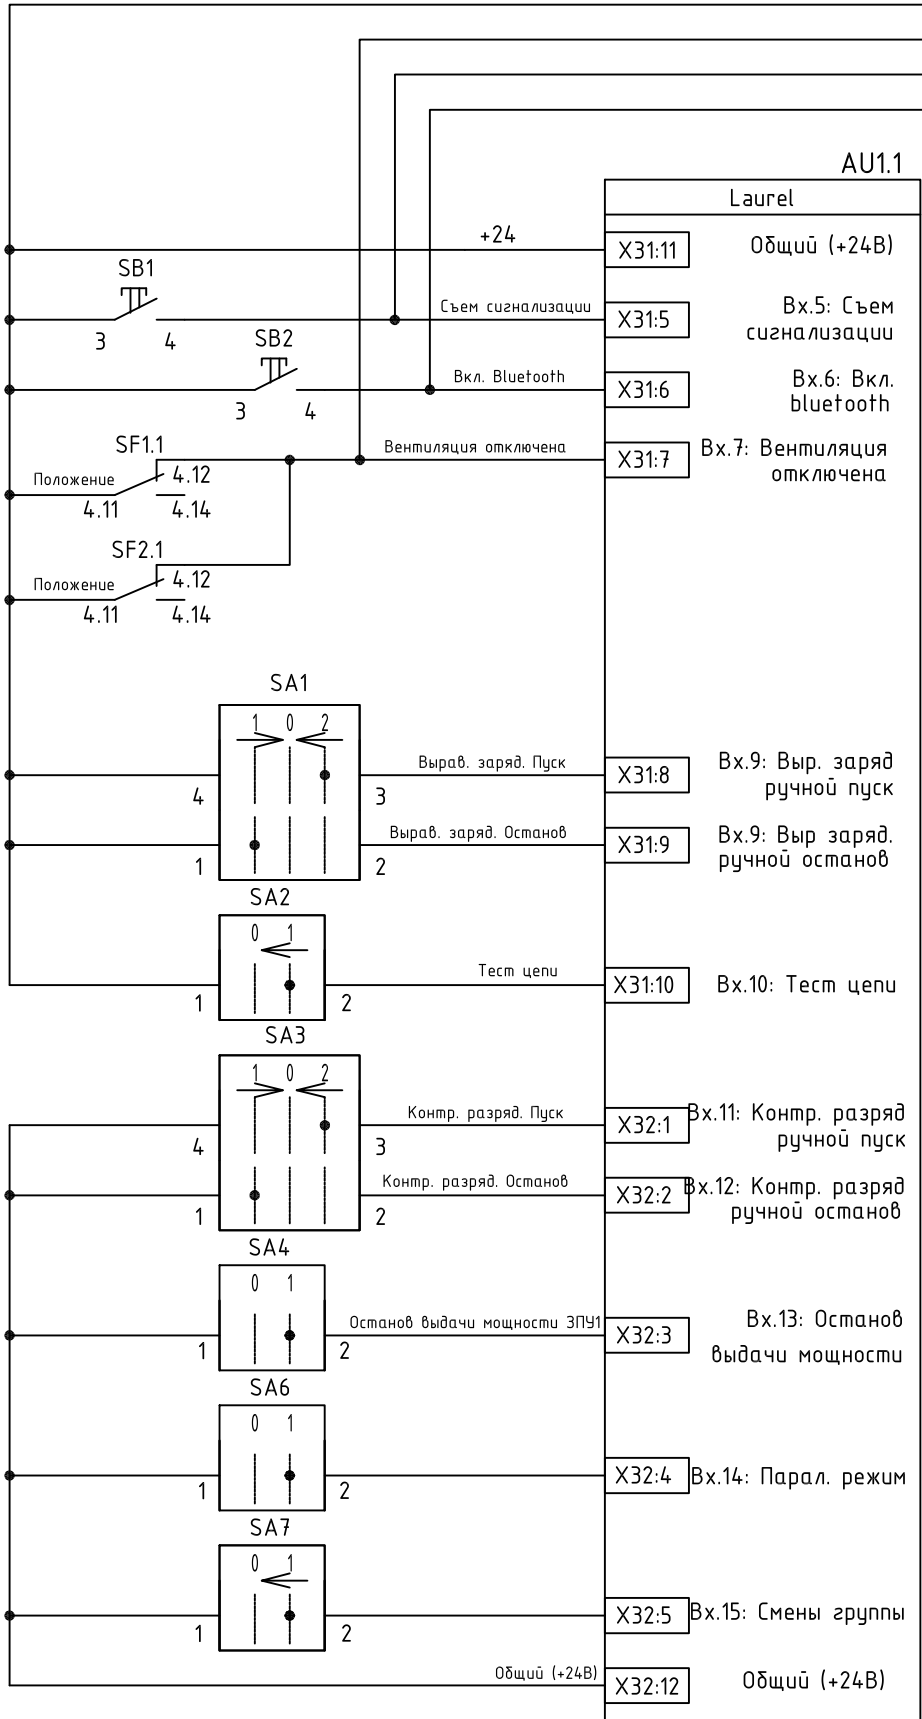 AU1.1
Laurel
+24
X31:11
Общий (+24В)
SB1
3
4
Съем сигнализации
X31:5
Вх.5: Съем
сигнализации
SB2
3
4
Вкл. Bluetooth
X31:6
Вх.6: Вкл.
bluetooth
SF1.1
Положение
4.11
4.12
4.14
Вентиляция отключена
X31:7
Вх.7: Вентиляция
отключена
SF2.1
Положение
4.11
4.12
4.14
SA1
1 0 2
4
3
Вырав. заряд. Пуск
X31:8
Вх.9: Выр. заряд
ручной пуск
1
2
Вырав. заряд. Останов
X31:9
Вх.9: Выр заряд.
ручной останов
SA2
0 1
1
2
Тест цепи
X31:10
Вх.10: Тест цепи
SA3
1 0 2
4
3
Контр. разряд. Пуск
X32:1
Вх.11: Контр. разряд
ручной пуск
1
2
Контр. разряд. Останов
X32:2
Вх.12: Контр. разряд
ручной останов
SA4
0 1
1
2
Останов выдачи мощности ЗПУ1
X32:3
Вх.13: Останов
выдачи мощности
SA6
0 1
1
2
X32:4
Вх.14: Парал. режим
SA7
0 1
1
2
X32:5
Вх.15: Смены группы
Общий (+24В)
X32:12
Общий (+24В)